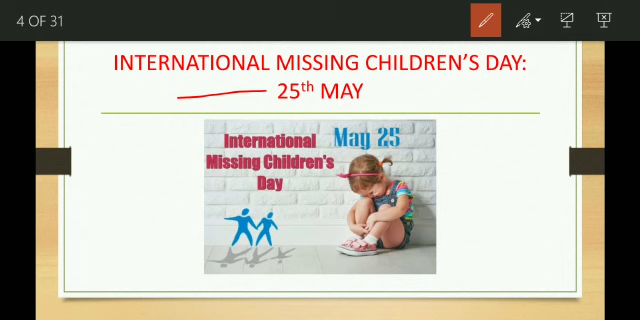 4 OF 31
INTERNATIONAL MISSING CHILDREN'S DAY:
25th MAY
International
Missing Children's
Day
May 25